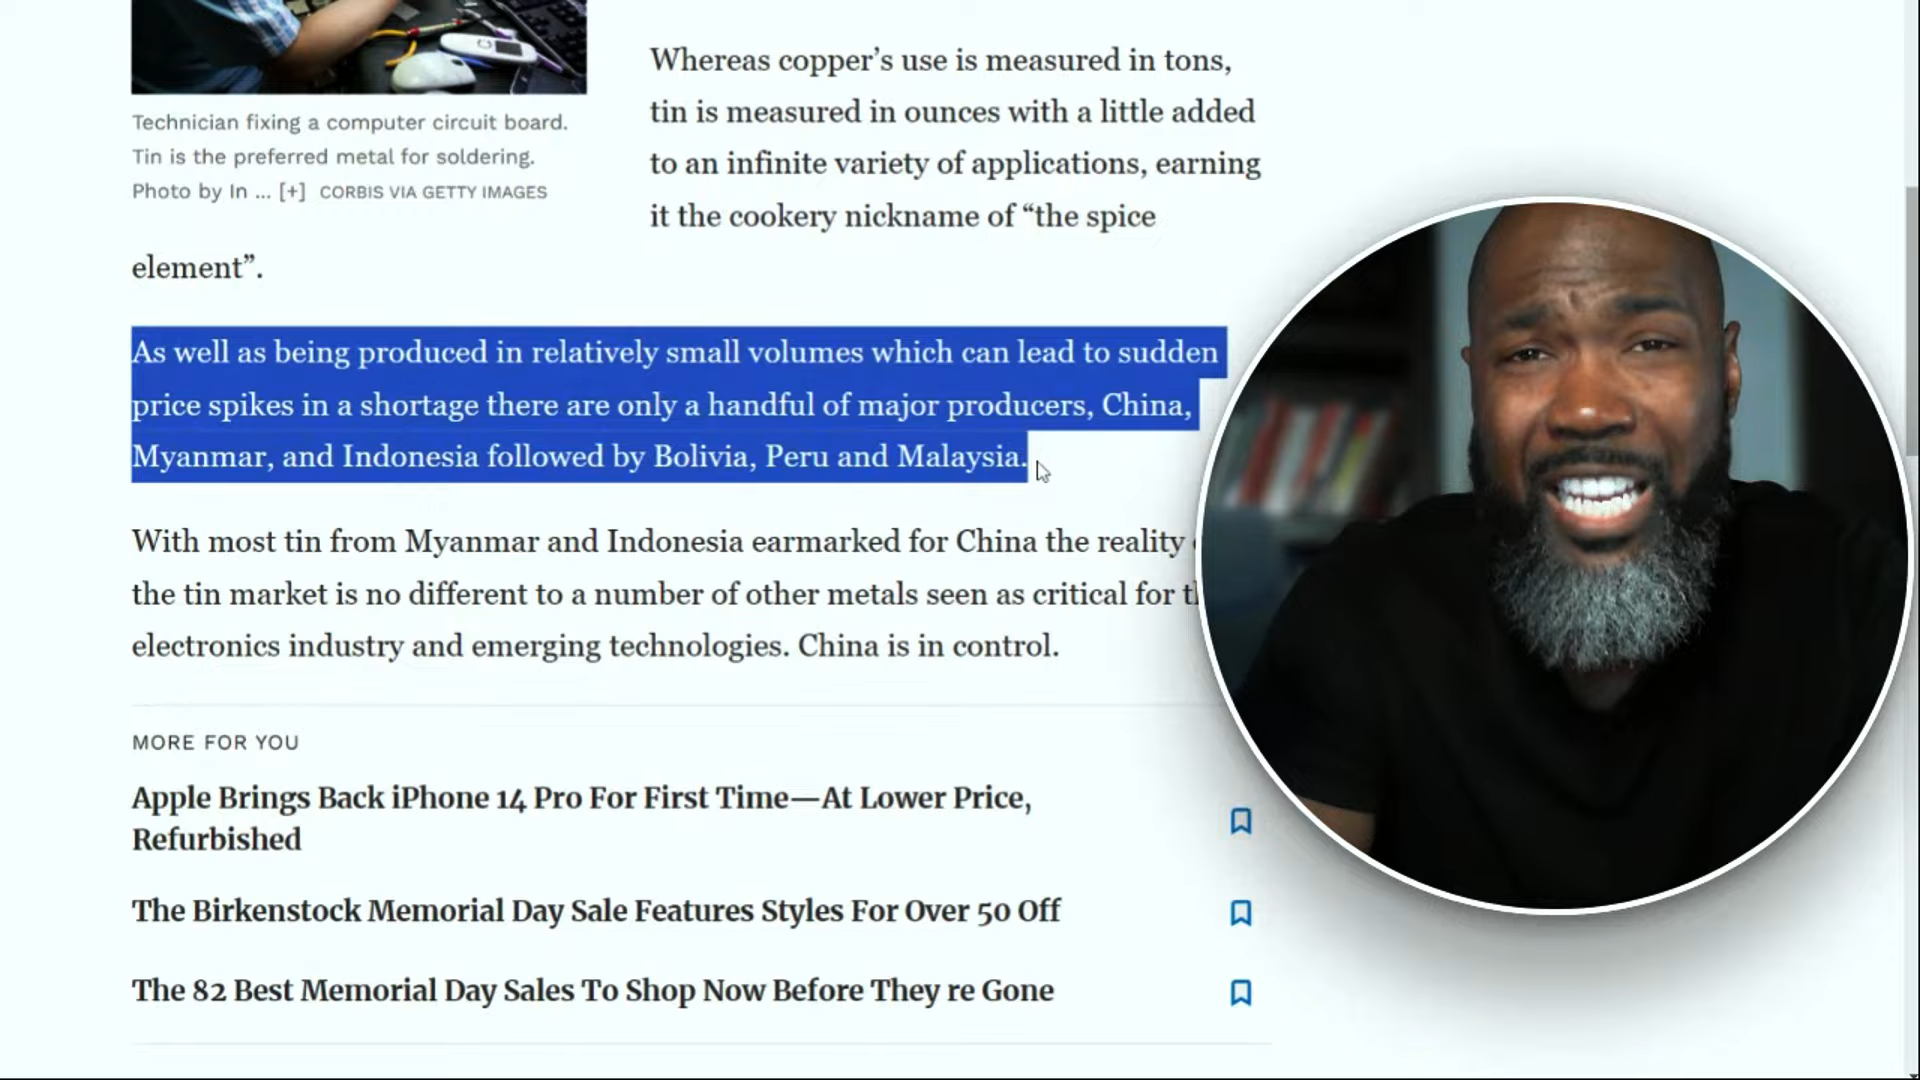 Technician fixing a computer circuit board.
Tin is the preferred metal for soldering.
Photo by In ... [+] CORBIS VIA GETTY IMAGES
Whereas copper’s use is measured in tons,
tin is measured in ounces with a little added
to an infinite variety of applications, earning
it the cookery nickname of “the spice
element”.
As well as being produced in relatively small volumes which can lead to sudden
price spikes in a shortage there are only a handful of major producers, China,
Myanmar, and Indonesia followed by Bolivia, Peru and Malaysia.
With most tin from Myanmar and Indonesia earmarked for China the reality
the tin market is no different to a number of other metals seen as critical for
electronics industry and emerging technologies. China is in control.
MORE FOR YOU
Apple Brings Back iPhone 14 Pro For First Time—At Lower Price,
Refurbished
The Birkenstock Memorial Day Sale Features Styles For Over 50 Off
The 82 Best Memorial Day Sales To Shop Now Before They re Gone